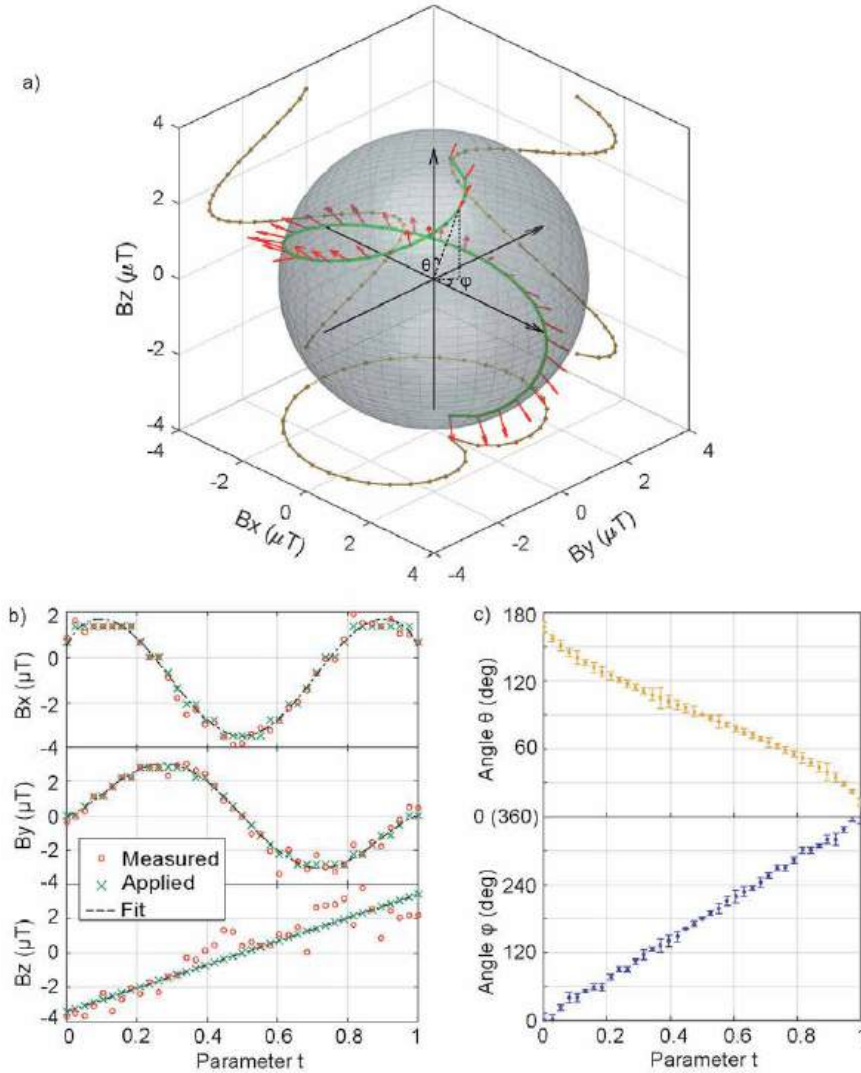 a)
Bz (μT)
4
2
0
-2
-4
θ
φ
-4
-2
0
2
4
Bx (μT)
-4
-2
0
2
4
By (μT)
b)
Bx (μT)
2
0
-2
-4
By (μT)
2
0
-2
-4
Measured
Applied
Fit
Bz (μT)
2
0
-2
-4
0 0.2 0.4 0.6 0.8 1
Parameter t
c)
Angle θ (deg)
180
120
60
0 (360)
Angle φ (deg)
240
120
0
0 0.2 0.4 0.6 0.8 1
Parameter t